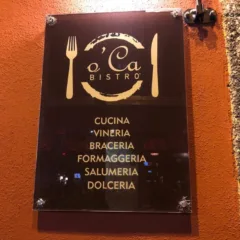 o'Ca
BISTRO'
CUCINA
VINERIA
BRACERIA
FORMAGGERIA
SALUMERIA
DOLCERIA